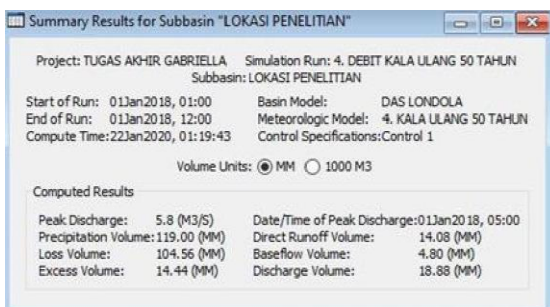 Summary Results for Subbasin "LOKASI PENELITIAN"
Project: TUGAS AKHIR GABRIELLA Simulation Run: 4. DEBIT KALA ULANG 50 TAHUN
Subbasin: LOKASI PENELITIAN
Start of Run: 01Jan2018, 01:00 Basin Model: DAS LONDOLA
End of Run: 01Jan2018, 12:00 Meteorologic Model: 4. KALA ULANG 50 TAHUN
Compute Time:22Jan2020, 01:19:43 Control Specifications:Control 1
Volume Units: MM 1000 M3
Computed Results
Peak Discharge: 5.8 (M3/S) Date/Time of Peak Discharge:01Jan2018, 05:00
Precipitation Volume:119.00 (MM) Direct Runoff Volume: 14.08 (MM)
Loss Volume: 104.56 (MM) Baseflow Volume: 4.80 (MM)
Excess Volume: 14.44 (MM) Discharge Volume: 18.88 (MM)